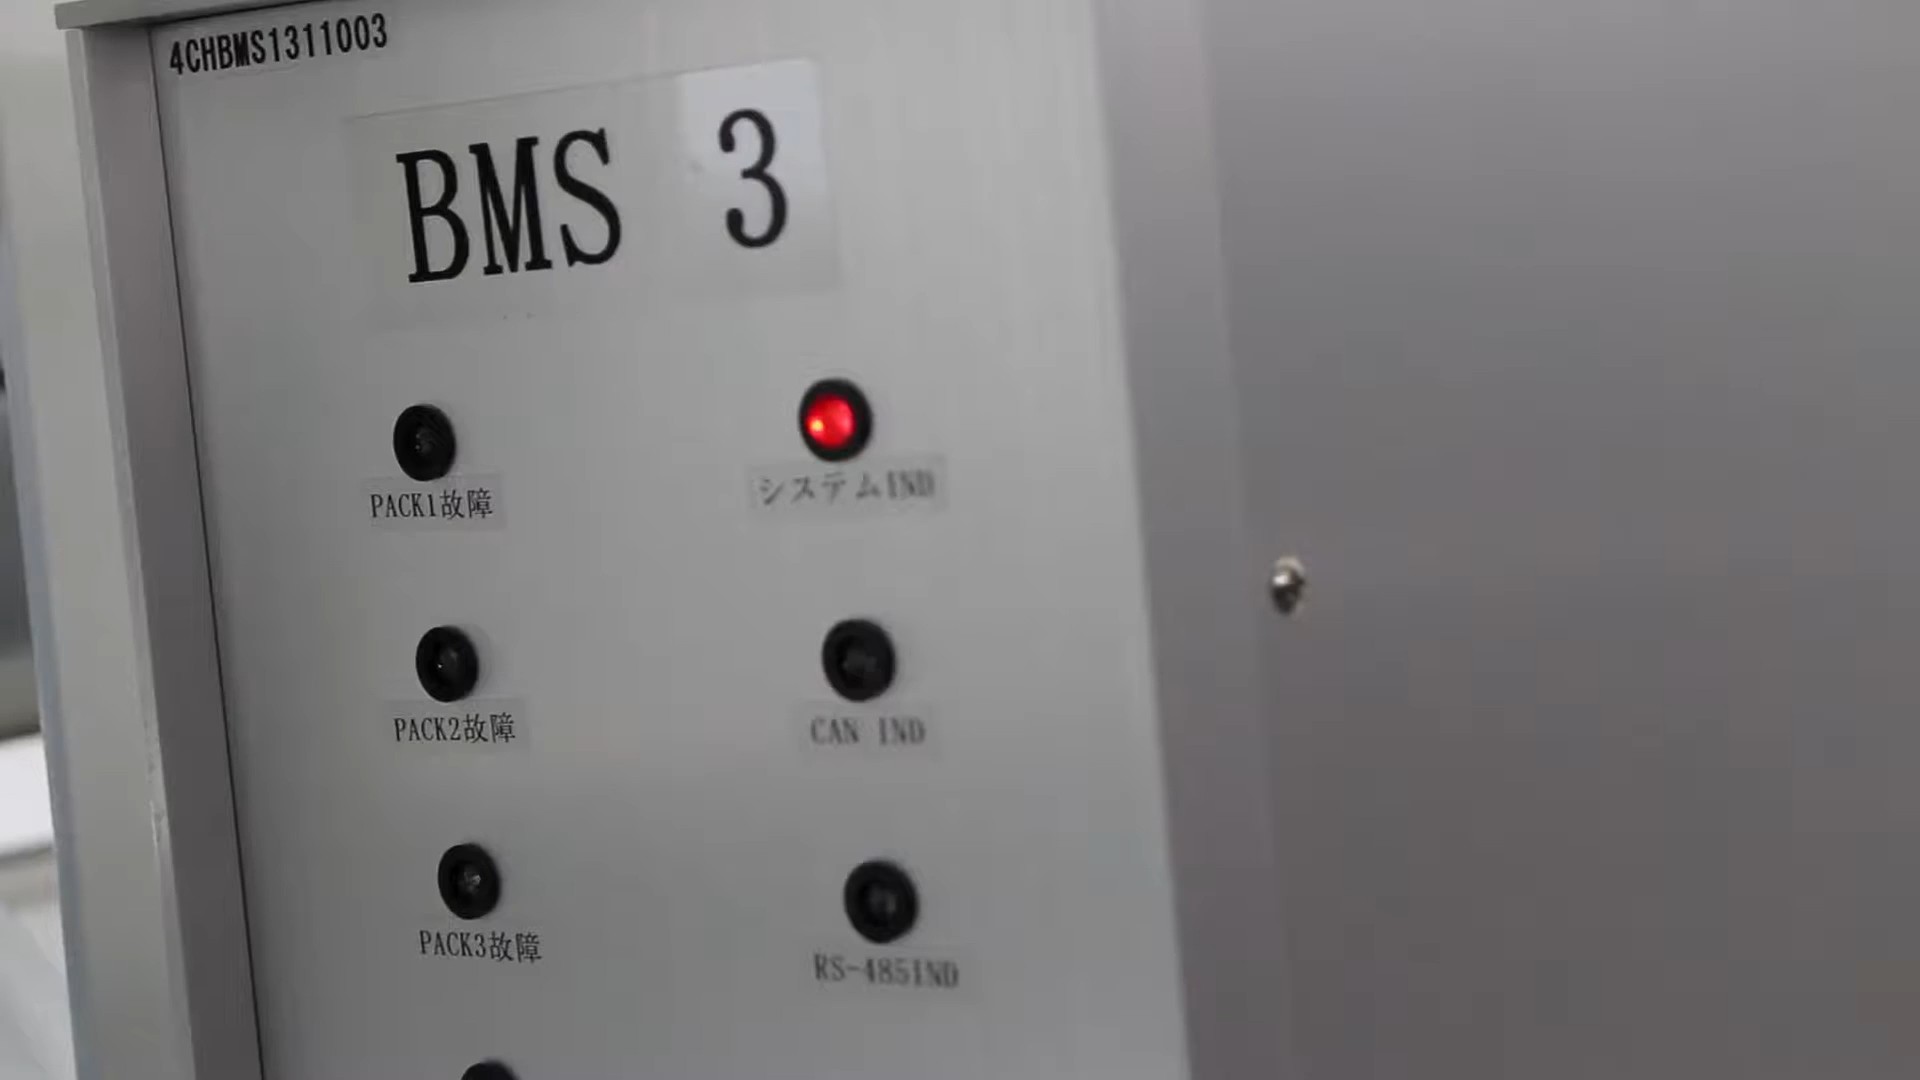 4CHBMS1311003
BMS 3
PACK1故障
システムIND
PACK2故障
CAN IND
PACK3故障
RS-485IND